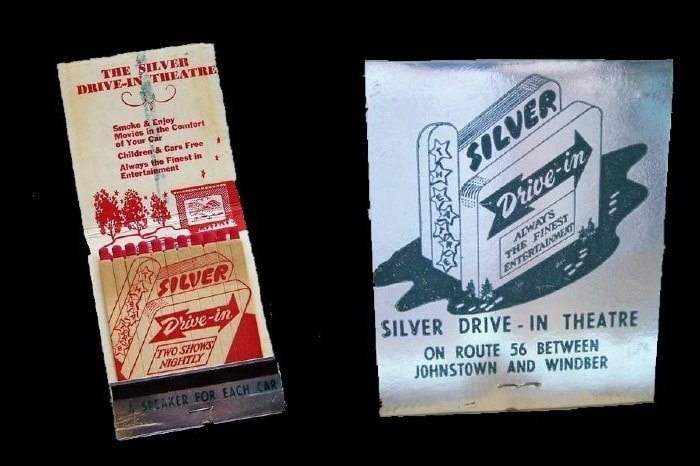 THE SILVER
DRIVE-IN THEATRE
Smoke & Enjoy
Movies in the Comfort
of Your Car
Children & Cars Free
Always the Finest in
Entertainment
SILVER
Drive-in
TWO SHOWS
NIGHTLY
A SPEAKER FOR EACH CAR
SILVER
Drive-in
ALWAYS
THE FINEST
ENTERTAINMENT
SILVER DRIVE-IN THEATRE
ON ROUTE 56 BETWEEN
JOHNSTOWN AND WINDBER